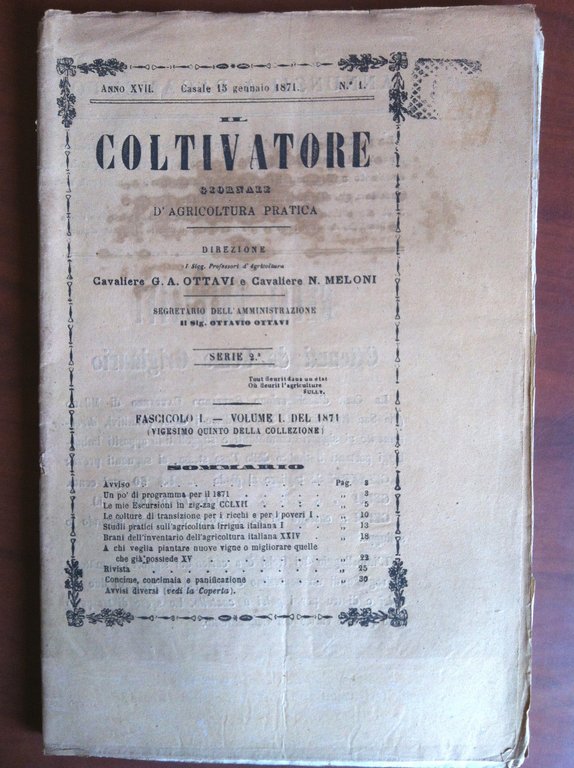 ANNO XVII. Casale 15 gennaio 1871. N.° 1.
IL
COLTIVATORE
GIORNALE
D'AGRICOLTURA PRATICA
DIREZIONE
I Sigg. Professori d'Agricoltura
Cavaliere G. A. OTTAVI e Cavaliere N. MELONI
SEGRETARIO DELL'AMMINISTRAZIONE
Il Sig. OTTAVIO OTTAVI
SERIE 2.ª
Tout fleurit dans un etat
Où fleurit l'agriculture
SULLY.
FASCICOLO I. — VOLUME I. DEL 1871
(VIGESIMO QUINTO DELLA COLLEZIONE)
SOMMARIO
Avviso . . . . . . . . Pag. 3
Un po' di programma per il 1871 . . . . . „ 3
Le mie Escursioni in zig-zag CCLXII . . . . „ 5
Le colture di transizione per i ricchi e per i poveri I . „ 10
Studii pratici sull'agricoltura irrigua italiana I . . „ 13
Brani dell'inventario dell'agricoltura italiana XXIV . „ 18
A chi voglia piantare nuove vigne o migliorare quelle
che già possiede XV . . . . . „ 22
Rivista . . . . . . . . „ 25
Concime, concimaia e panificazione . . . . „ 30
Avvisi diversi (vedi la Coperta).